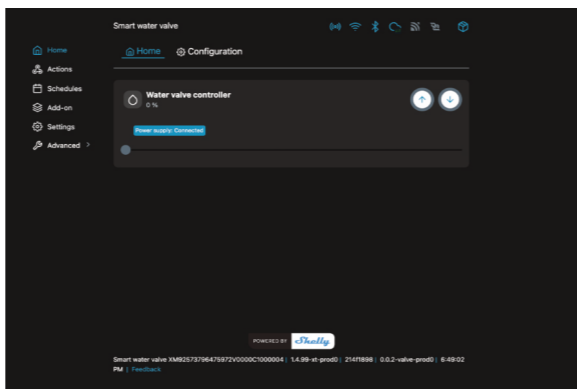 Smart water valve
Home
Actions
Schedules
Add-on
Settings
Advanced
Home
Configuration
Water valve controller
0 %
Power supply: Connected
POWERED BY Shelly
Smart water valve XM92573796475972V0000C1000004 | 1.4.99-xt-prod0 | 214f1898 | 0.0.2-valve-prod0 | 6:49:02
PM | Feedback